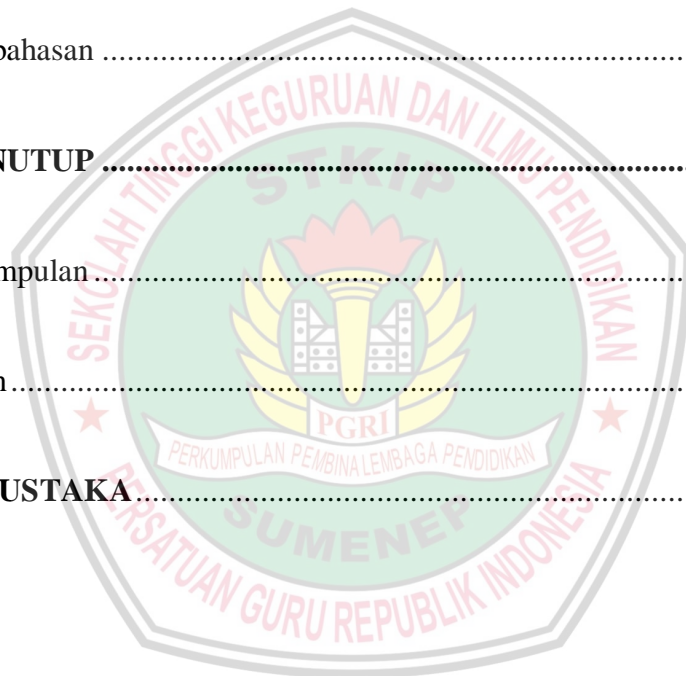 bahasan ....................................................................
SEKOLAH TINGGI KEGURUAN DAN ILMU PENDIDIKAN
STKIP
NUTUP ....................................................................
mpulan ....................................................................
n ....................................................................
PGRI
PERKUMPULAN PEMBINA LEMBAGA PENDIDIKAN
USTAKA ....................................................................
SUMENEP
PERSATUAN GURU REPUBLIK INDONESIA